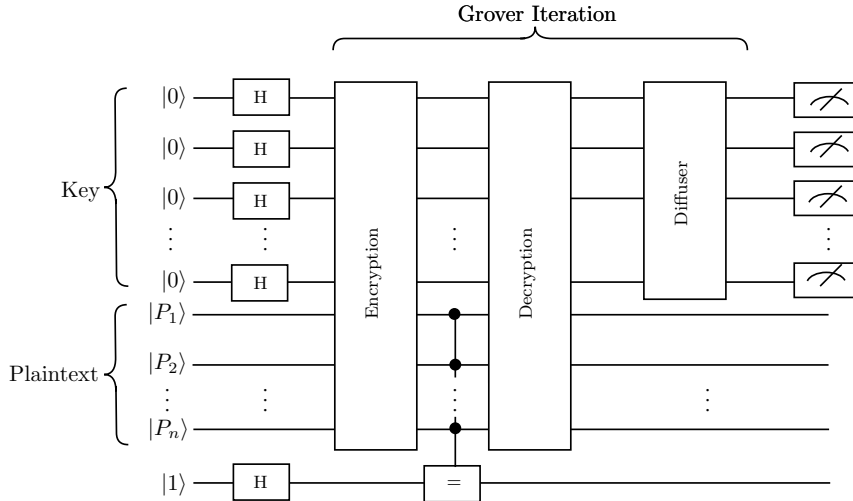 Grover Iteration
Key
|0⟩ H
|0⟩ H
|0⟩ H
⋮ ⋮ ⋮ ⋮
|0⟩ H
Encryption
Decryption
Diffuser
Plaintext
|P₁⟩
|P₂⟩
⋮ ⋮ ⋮ ⋮
|Pₙ⟩
|1⟩ H =